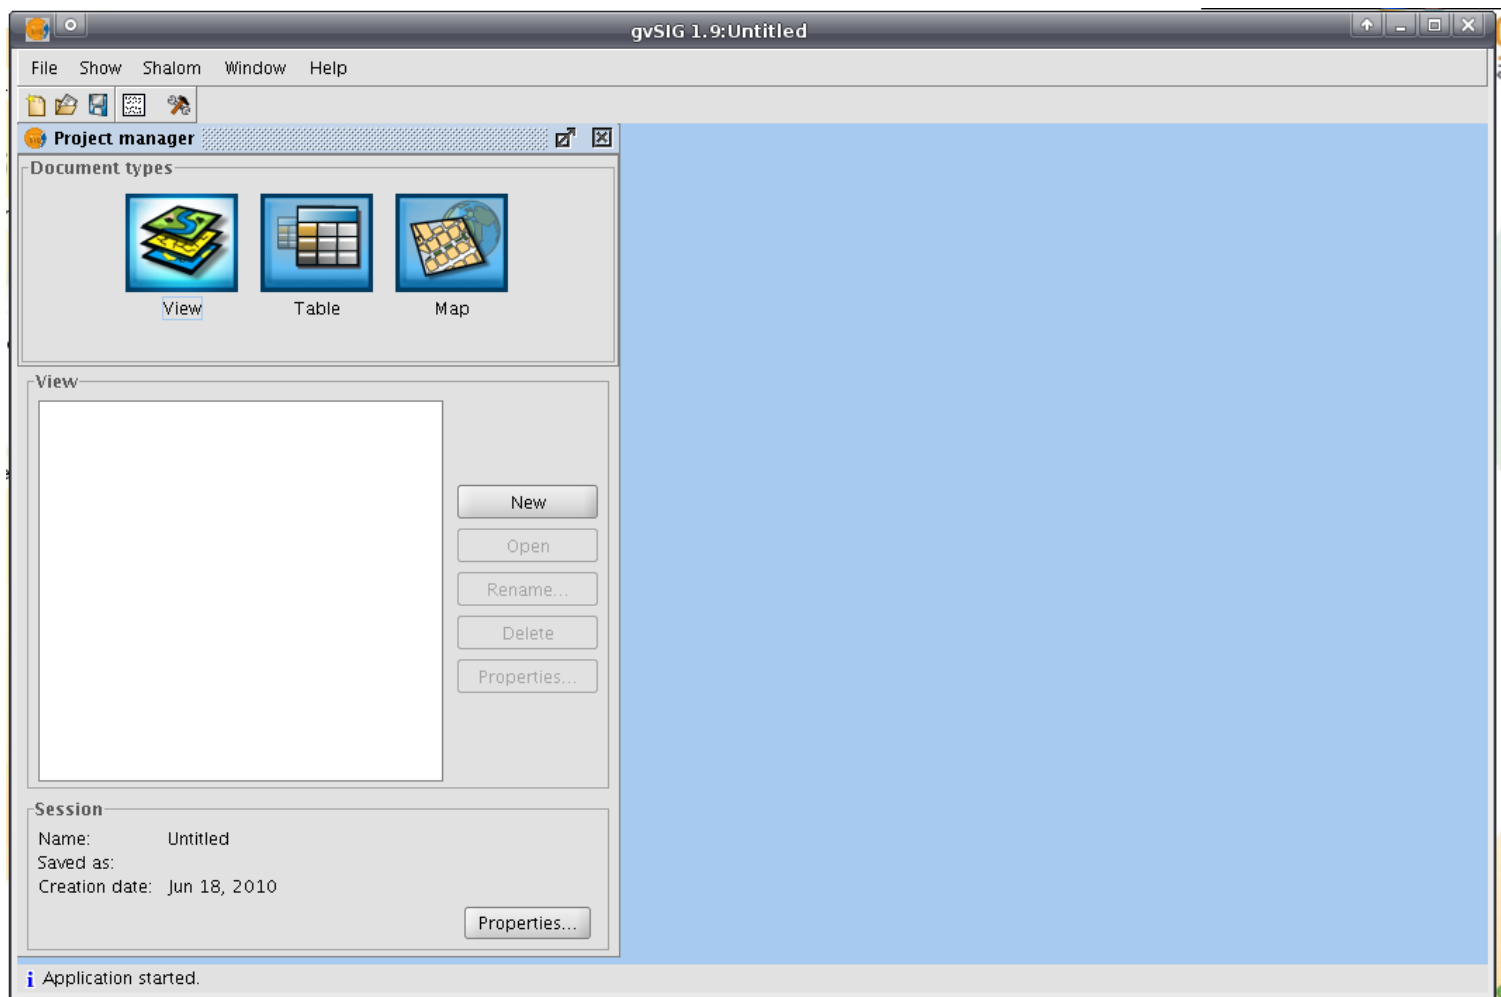 gvSIG 1.9:Untitled
File Show Shalom Window Help
Project manager
Document types
View Table Map
View
New
Open
Rename...
Delete
Properties...
Session
Name: Untitled
Saved as:
Creation date: Jun 18, 2010
Properties...
Application started.